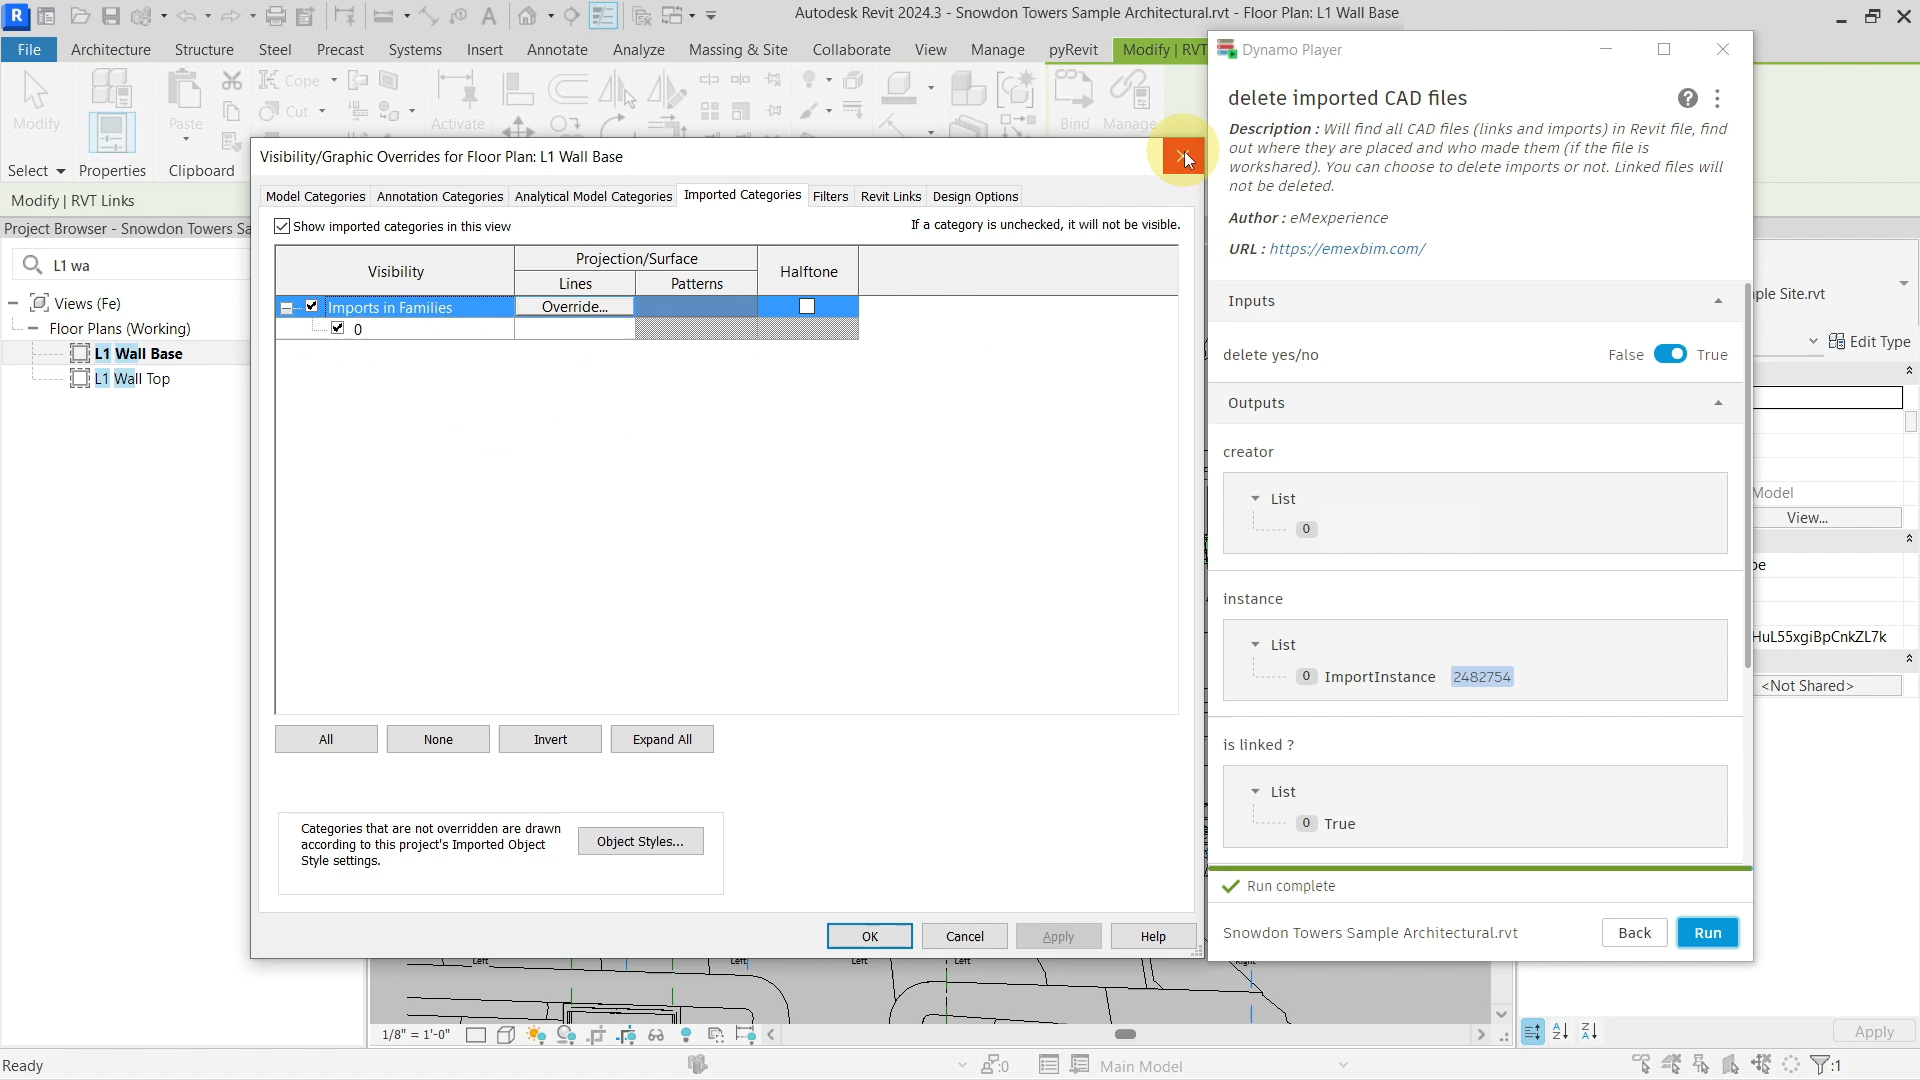 Autodesk Revit 2024.3 - Snowdon Towers Sample Architectural.rvt - Floor Plan: L1 Wall Base
File
Architecture
Structure
Steel
Precast
Systems
Insert
Annotate
Analyze
Massing & Site
Collaborate
View
Manage
pyRevit
Modify | RVT
Modify
Paste
Cope
Cut
Activate
Bind
Manage
Select
Properties
Clipboard
Modify | RVT Links
Project Browser - Snowdon Towers Sa
L1 wa
Views (Fe)
Floor Plans (Working)
L1 Wall Base
L1 Wall Top
Visibility/Graphic Overrides for Floor Plan: L1 Wall Base
Model Categories
Annotation Categories
Analytical Model Categories
Imported Categories
Filters
Revit Links
Design Options
Show imported categories in this view
If a category is unchecked, it will not be visible.
Visibility
Projection/Surface
Halftone
Lines
Patterns
Imports in Families
Override...
0
All
None
Invert
Expand All
Categories that are not overridden are drawn
according to this project's Imported Object
Style settings.
Object Styles...
OK
Cancel
Apply
Help
Dynamo Player
delete imported CAD files
Description : Will find all CAD files (links and imports) in Revit file, find
out where they are placed and who made them (if the file is
workshared). You can choose to delete imports or not. Linked files will
not be deleted.
Author : eMexperience
URL : https://emexbim.com/
Inputs
delete yes/no
False
True
Outputs
creator
List
0
instance
List
0 ImportInstance 2482754
is linked ?
List
0 True
Run complete
Snowdon Towers Sample Architectural.rvt
Back
Run
ple Site.rvt
Edit Type
Model
View...
pe
HuL55xgiBpCnkZL7k
<Not Shared>
Apply
Left
Left
Left
Left
Right
1/8" = 1'-0"
Ready
:0
Main Model
:1